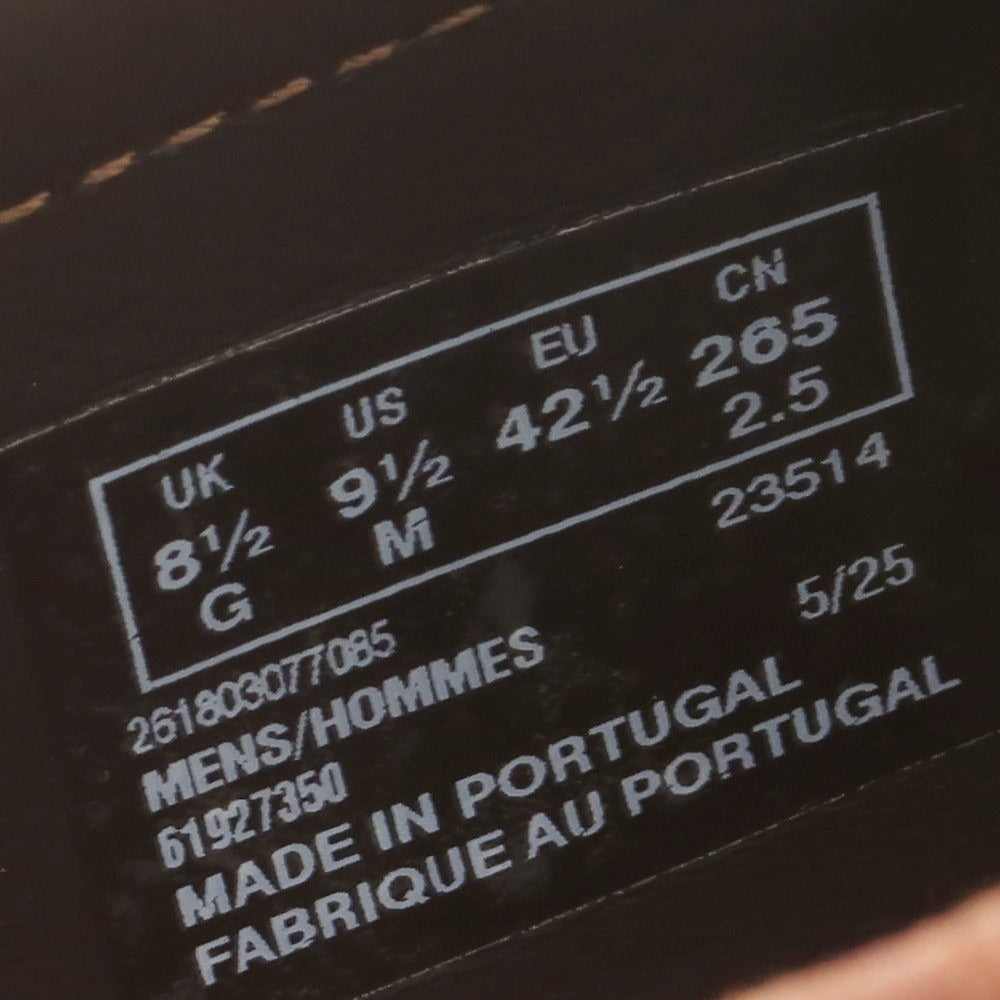 UK US EU CN
8½ 9½ 42½ 265
G M 2.5
261803077085 23514
MENS/HOMMES 5/25
61927350
MADE IN PORTUGAL
FABRIQUE AU PORTUGAL